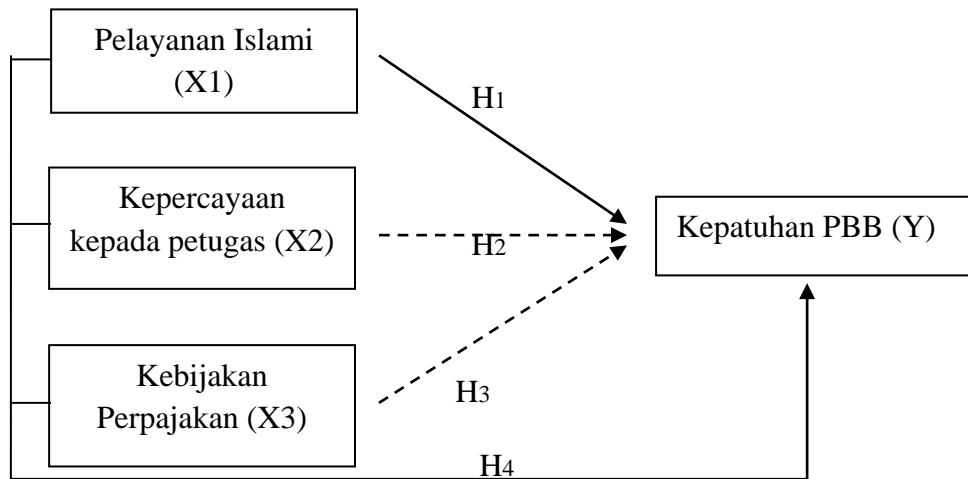 Pelayanan Islami
(X1)
H1
Kepercayaan
kepada petugas (X2)
H2
Kepatuhan PBB (Y)
Kebijakan
Perpajakan (X3)
H3
H4